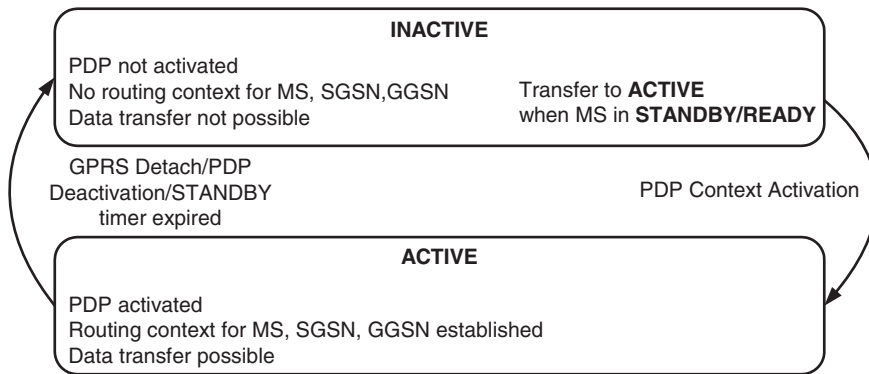 INACTIVE
PDP not activated
No routing context for MS, SGSN,GGSN
Data transfer not possible
Transfer to ACTIVE
when MS in STANDBY/READY
GPRS Detach/PDP
Deactivation/STANDBY
timer expired
PDP Context Activation
ACTIVE
PDP activated
Routing context for MS, SGSN, GGSN established
Data transfer possible